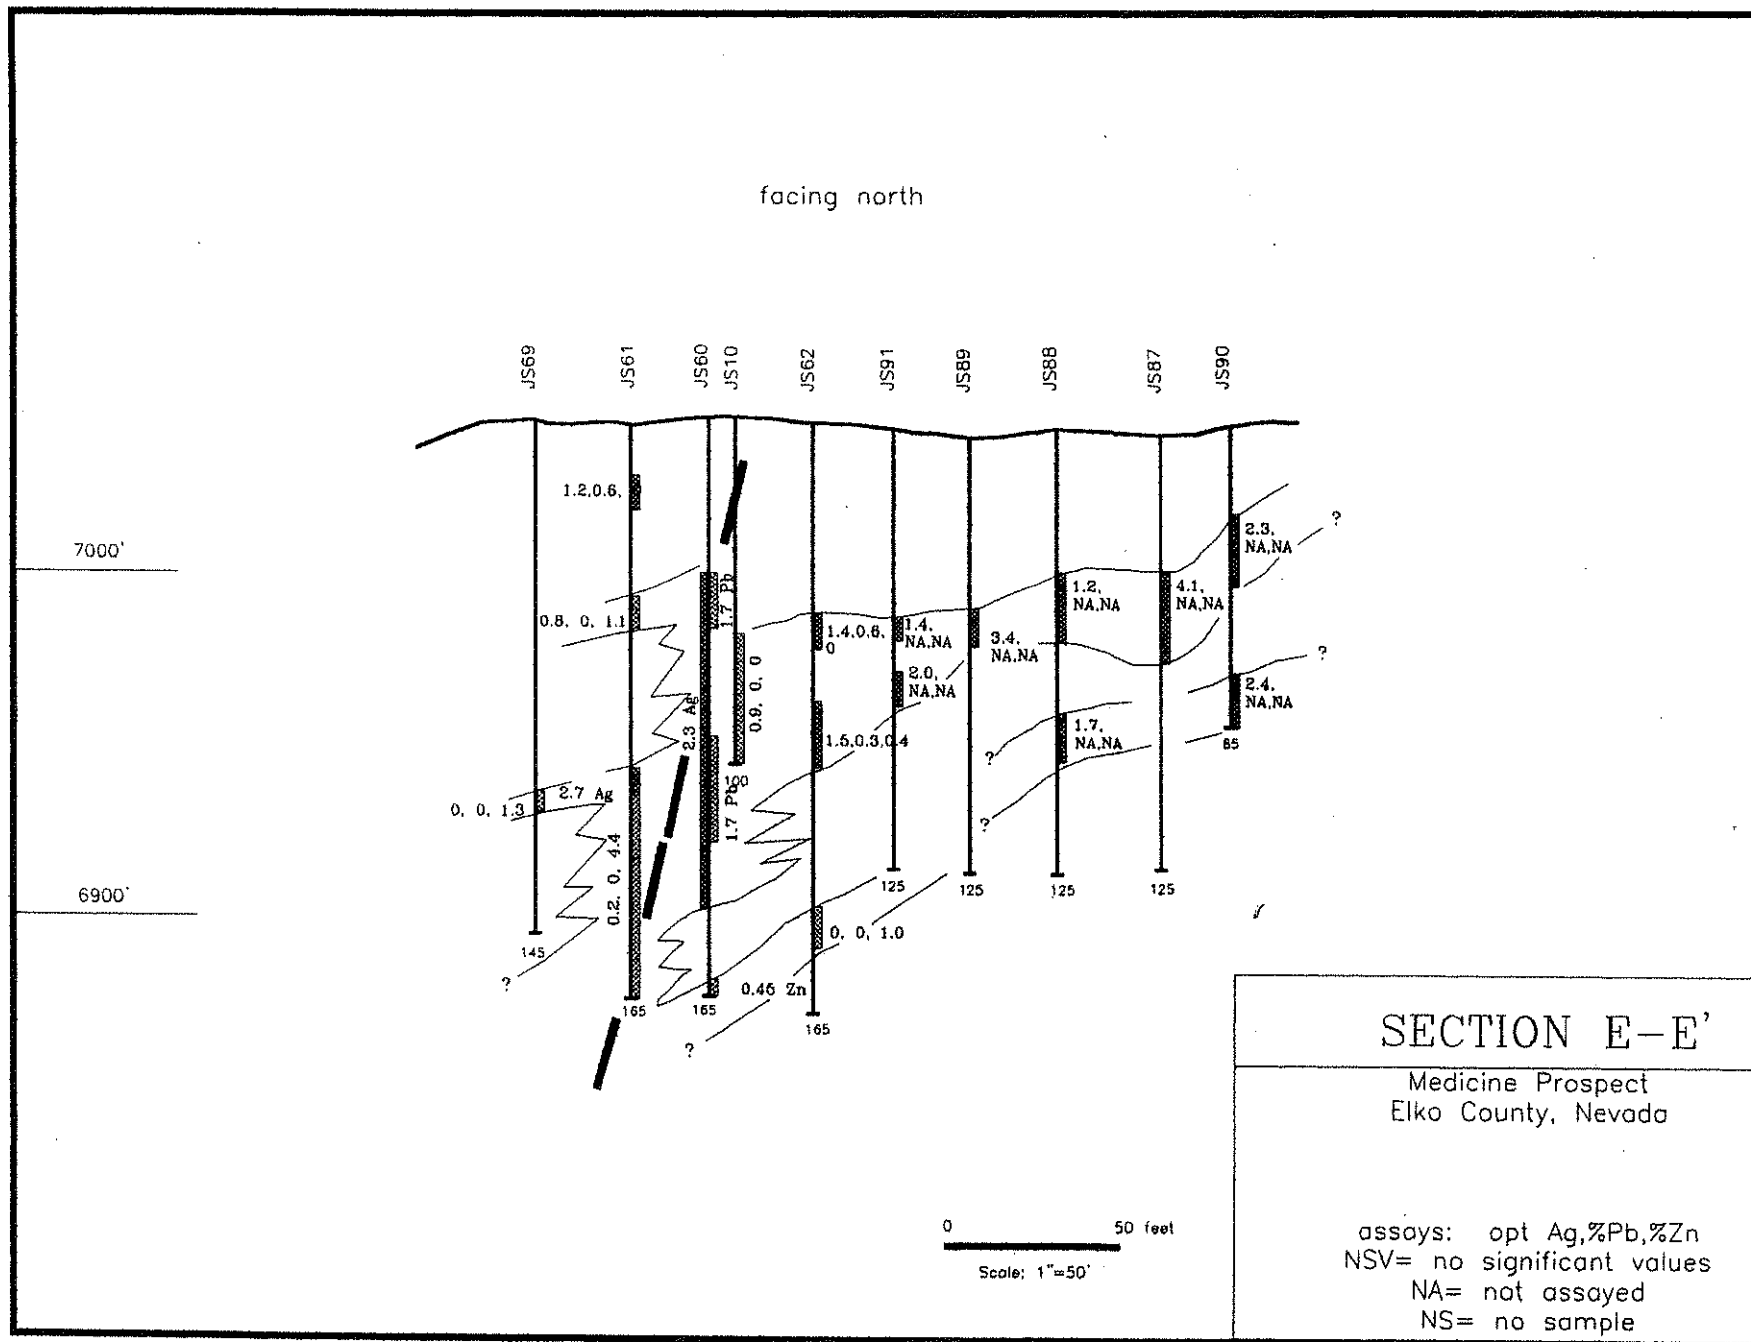 facing north
JS69
JS61
JS60
JS10
JS62
JS91
JS89
JS88
JS87
JS90
1.2,0.6,
7000'
2.3,
NA,NA
?
1.7 Pb
1.2,
NA,NA
4.1,
NA,NA
0.8, 0, 1.1
1.4,0.6,
0
1.4,
NA,NA
3.4,
NA,NA
0.9, 0, 0
?
2.0,
NA,NA
2.4,
NA,NA
2.3 Ag
1.5,0.3,0.4
1.7,
NA,NA
?
85
100
2.7 Ag
0, 0, 1.3
1.7 Pb
?
0.2, 0, 4.4
6900'
125
125
125
125
0, 0, 1.0
145
?
0.46 Zn
165
165
165
?
SECTION E-E'
Medicine Prospect
Elko County, Nevada
0 50 feet
Scale: 1"=50'
assays: opt Ag,%Pb,%Zn
NSV= no significant values
NA= not assayed
NS= no sample